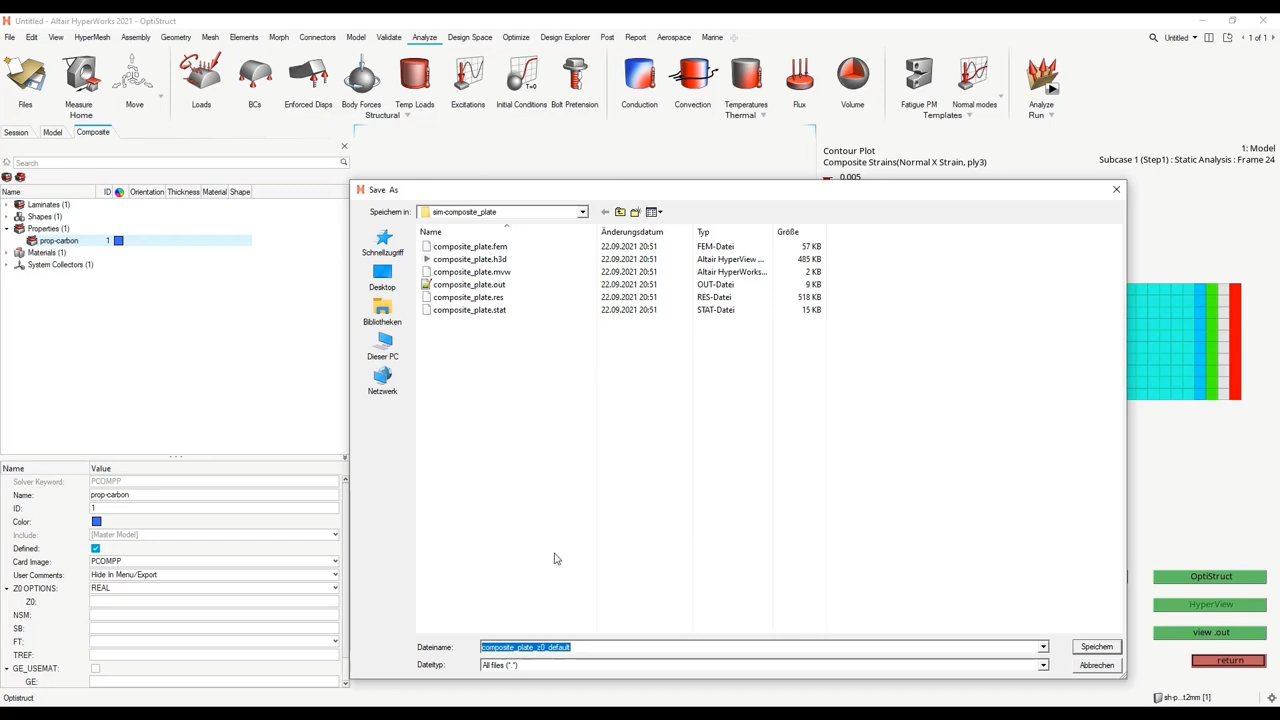 Untitled - Altair HyperWorks 2021 - OptiStruct
File Edit View HyperMesh Assembly Geometry Mesh Elements Morph Connectors Model Validate Analyze Design Space Optimize Design Explorer Post Report Aerospace Marine Untitled 1 of 1
T=0
Files Measure Move Loads BCs Enforced Disps Body Forces Temp Loads Excitations Initial Conditions Bolt Pretension Conduction Convection Temperatures Flux Volume Fatigue PM Normal modes Analyze
Home Structural Thermal Templates Run
Session Model Composite
Search
Name ID Orientation Thickness Material Shape
Laminates (1)
Shapes (1)
Properties (1)
prop-carbon 1
Materials (1)
System Collectors (1)
Contour Plot
Composite Strains(Normal X Strain, ply3)
0.005
1: Model
Subcase 1 (Step1) : Static Analysis : Frame 24
Save As
Speichern in: sim-composite_plate
Schnellzugriff
Desktop
Bibliotheken
Dieser PC
Netzwerk
Name Änderungsdatum Typ Größe
composite_plate.fem 22.09.2021 20:51 FEM-Datei 57 KB
composite_plate.h3d 22.09.2021 20:51 Altair HyperView ... 485 KB
composite_plate.mvw 22.09.2021 20:51 Altair HyperWorks... 2 KB
composite_plate.out 22.09.2021 20:51 OUT-Datei 9 KB
composite_plate.res 22.09.2021 20:51 RES-Datei 518 KB
composite_plate.stat 22.09.2021 20:51 STAT-Datei 15 KB
Dateiname: composite_plate_z0_default Speichern
Dateityp: All files (*.*) Abbrechen
Name Value
Solver Keyword: PCOMPP
Name: prop-carbon
ID: 1
Color:
Include: [Master Model]
Defined:
Card Image: PCOMPP
User Comments: Hide In Menu/Export
Z0 OPTIONS: REAL
Z0:
NSM:
SB:
FT:
TREF:
GE_USEMAT:
GE:
OptiStruct
HyperView
view .out
return
Optistruct
sh-p...t2mm [1]